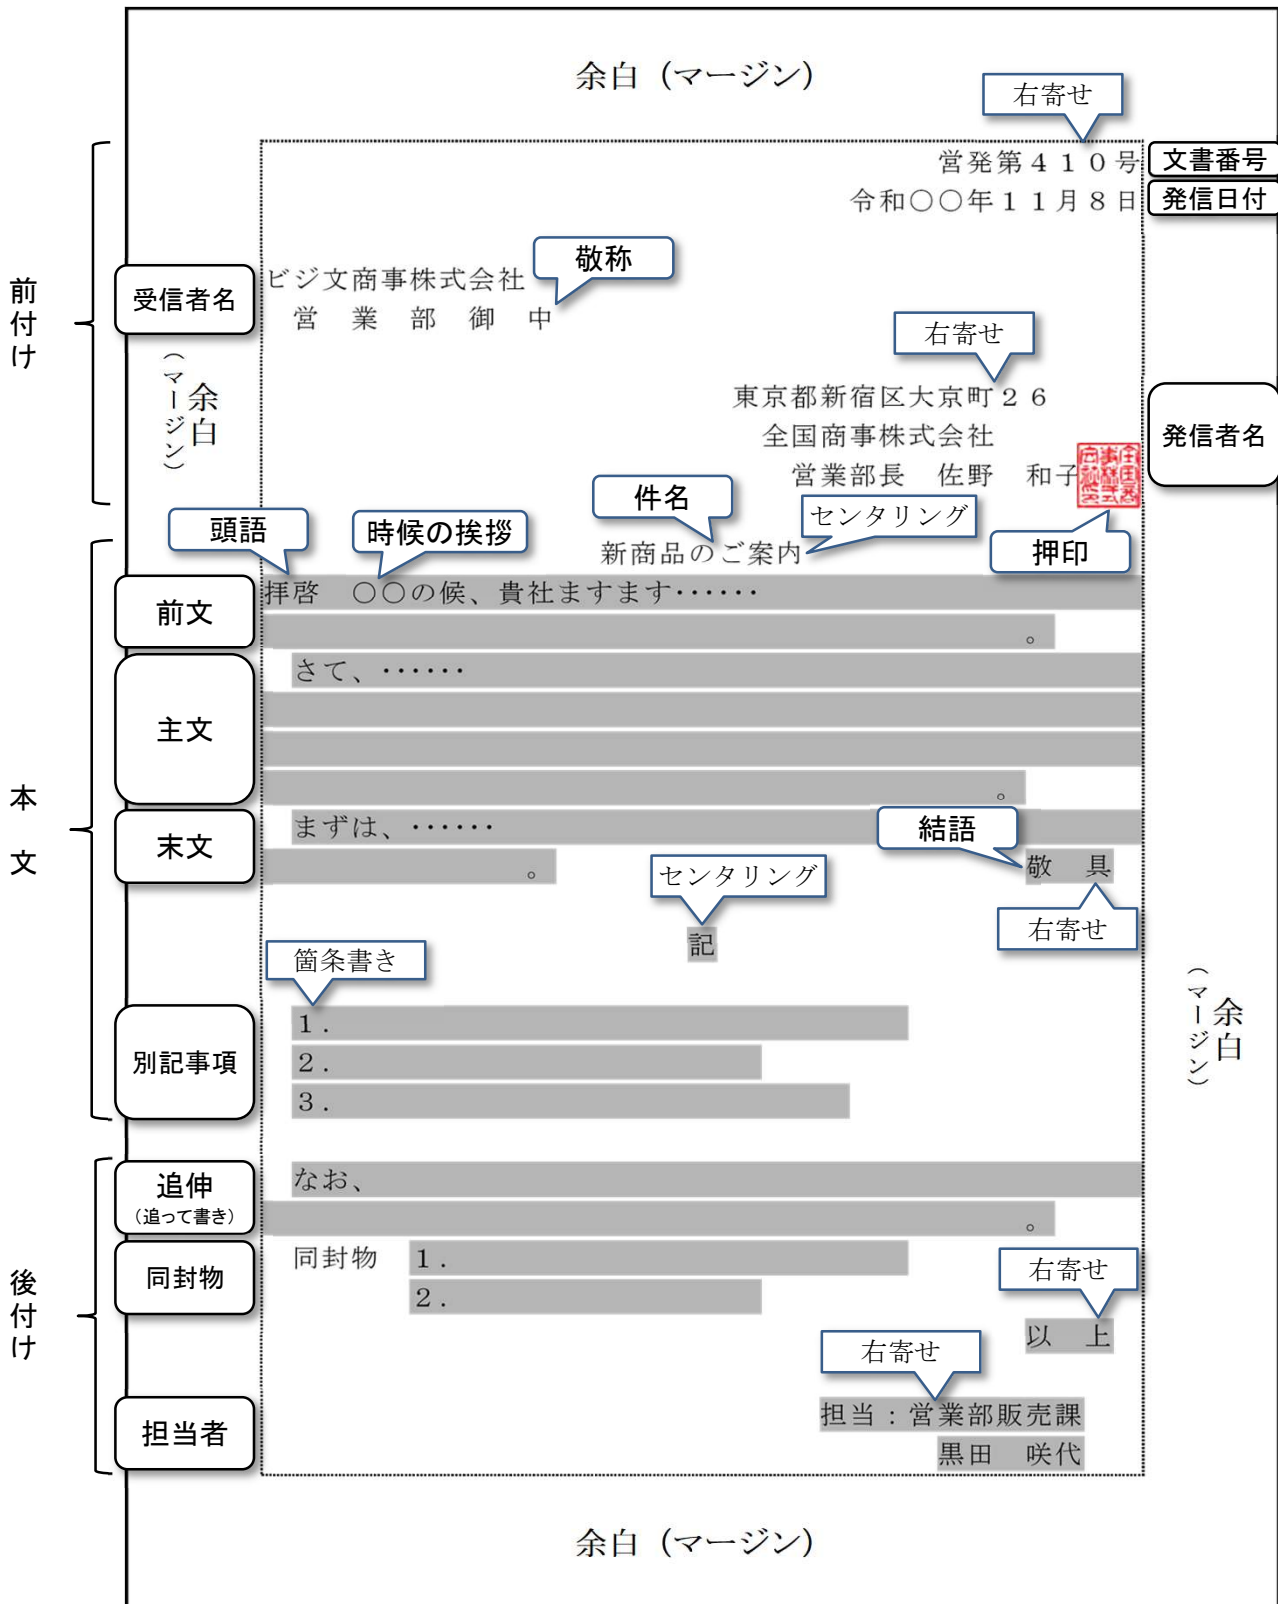 余白（マージン）
右寄せ
営発第４１０号
文書番号
令和〇〇年１１月８日
発信日付
前付け
受信者名
ビジ文商事株式会社
敬称
営業部御中
右寄せ
余白（マージン）
東京都新宿区大京町２６
全国商事株式会社
営業部長　佐野　和子
発信者名
件名
センタリング
押印
頭語
時候の挨拶
新商品のご案内
本文
前文
拝啓　〇〇の候、貴社ますます‥‥‥
。
主文
さて、‥‥‥
。
末文
まずは、‥‥‥
結語
。
敬　具
センタリング
右寄せ
記
箇条書き
余白（マージン）
別記事項
１．
２．
３．
後付け
追伸
（追って書き）
なお、
。
同封物
同封物　１．
２．
右寄せ
以　上
右寄せ
担当者
担当：営業部販売課
黒田　咲代
余白（マージン）